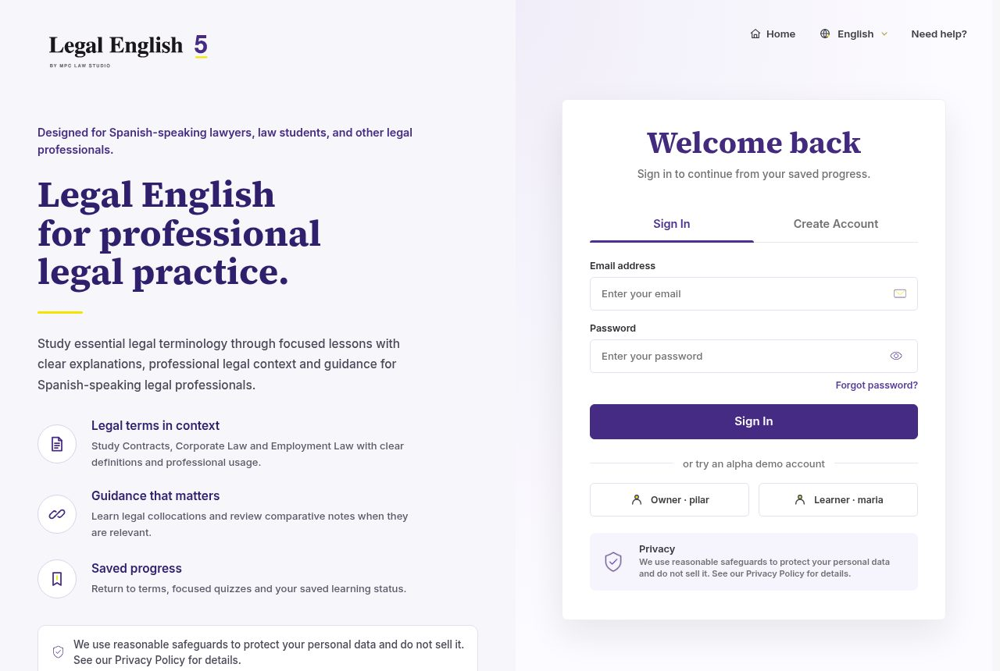 Legal English 5
BY MPC LAW STUDIO
Home
English
Need help?
Designed for Spanish-speaking lawyers, law students, and other legal
professionals.
Legal English
for professional
legal practice.
Study essential legal terminology through focused lessons with
clear explanations, professional legal context and guidance for
Spanish-speaking legal professionals.
Legal terms in context
Study Contracts, Corporate Law and Employment Law with clear
definitions and professional usage.
Guidance that matters
Learn legal collocations and review comparative notes when they
are relevant.
Saved progress
Return to terms, focused quizzes and your saved learning status.
We use reasonable safeguards to protect your personal data and do not sell it.
See our Privacy Policy for details.
Welcome back
Sign in to continue from your saved progress.
Sign In
Create Account
Email address
Enter your email
Password
Enter your password
Forgot password?
Sign In
or try an alpha demo account
Owner · pilar
Learner · maria
Privacy
We use reasonable safeguards to protect your personal data
and do not sell it. See our Privacy Policy for details.